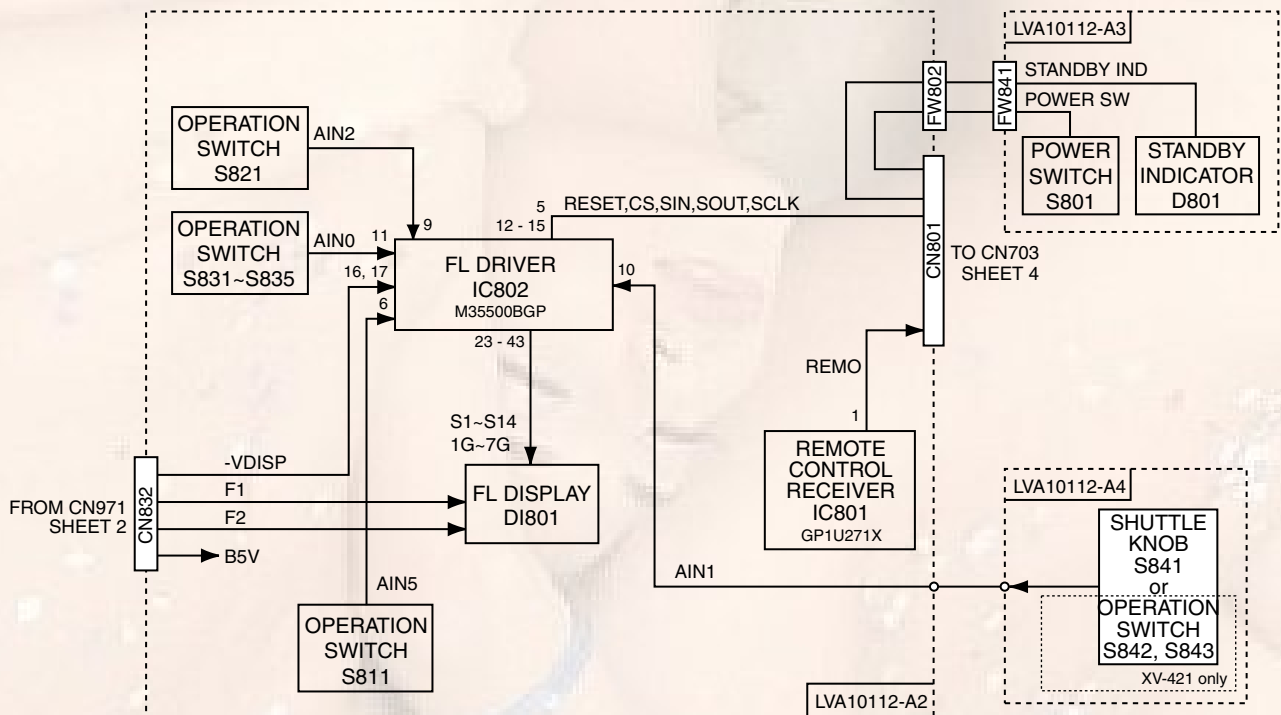 LVA10112-A3
FW802
FW841
STANDBY IND
POWER SW
POWER
SWITCH
S801
STANDBY
INDICATOR
D801
OPERATION
SWITCH
S821
AIN2
9
OPERATION
SWITCH
S831~S835
AIN0
11
16, 17
6
5
12 - 15
RESET,CS,SIN,SOUT,SCLK
CN801
TO CN703
SHEET 4
FL DRIVER
IC802
M35500BGP
10
23 - 43
S1~S14
1G~7G
REMO
1
REMOTE
CONTROL
RECEIVER
IC801
GP1U271X
FROM CN971
SHEET 2
CN832
-VDISP
F1
F2
B5V
FL DISPLAY
DI801
AIN5
OPERATION
SWITCH
S811
AIN1
LVA10112-A4
SHUTTLE
KNOB
S841
or
OPERATION
SWITCH
S842, S843
XV-421 only
LVA10112-A2